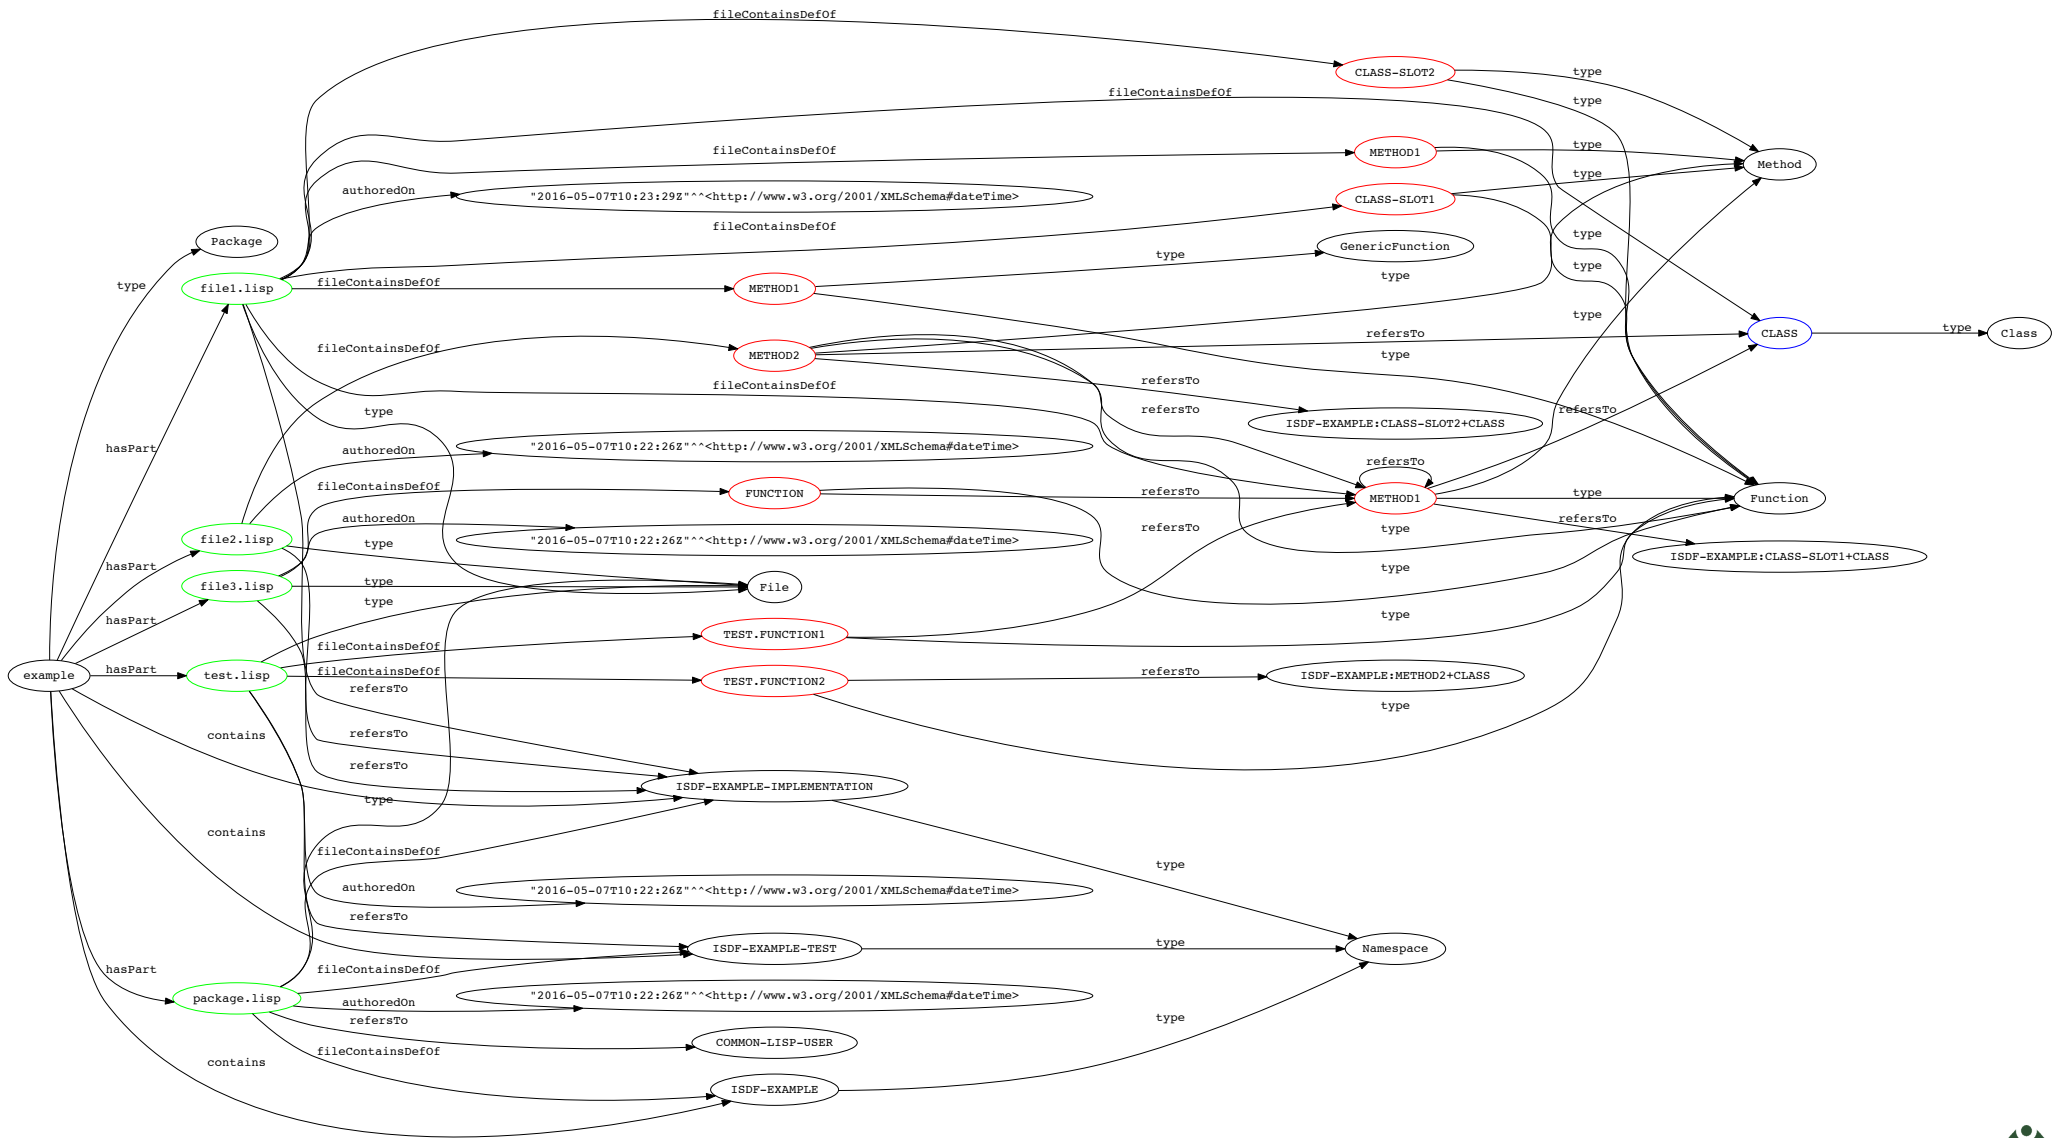 fileContainsDefOf
CLASS-SLOT2
type
fileContainsDefOf
type
METHOD1
type
fileContainsDefOf
Method
authoredOn
"2016-05-07T10:23:29Z"^^<http://www.w3.org/2001/XMLSchema#dateTime>
CLASS-SLOT1
type
fileContainsDefOf
type
Package
GenericFunction
type
type
type
type
file1.lisp
fileContainsDefOf
METHOD1
type
CLASS
type
Class
refersTo
fileContainsDefOf
METHOD2
type
refersTo
fileContainsDefOf
type
refersTo
refersTo
ISDF-EXAMPLE:CLASS-SLOT2+CLASS
hasPart
authoredOn
"2016-05-07T10:22:26Z"^^<http://www.w3.org/2001/XMLSchema#dateTime>
refersTo
fileContainsDefOf
FUNCTION
refersTo
METHOD1
type
Function
authoredOn
refersTo
type
refersTo
file2.lisp
"2016-05-07T10:22:26Z"^^<http://www.w3.org/2001/XMLSchema#dateTime>
type
ISDF-EXAMPLE:CLASS-SLOT1+CLASS
hasPart
type
file3.lisp
type
File
type
hasPart
type
TEST.FUNCTION1
fileContainsDefOf
example
hasPart
test.lisp
fileContainsDefOf
TEST.FUNCTION2
refersTo
ISDF-EXAMPLE:METHOD2+CLASS
refersTo
type
contains
refersTo
refersTo
ISDF-EXAMPLE-IMPLEMENTATION
type
contains
fileContainsDefOf
type
authoredOn
"2016-05-07T10:22:26Z"^^<http://www.w3.org/2001/XMLSchema#dateTime>
refersTo
ISDF-EXAMPLE-TEST
type
Namespace
hasPart
fileContainsDefOf
package.lisp
authoredOn
"2016-05-07T10:22:26Z"^^<http://www.w3.org/2001/XMLSchema#dateTime>
refersTo
type
COMMON-LISP-USER
fileContainsDefOf
contains
ISDF-EXAMPLE